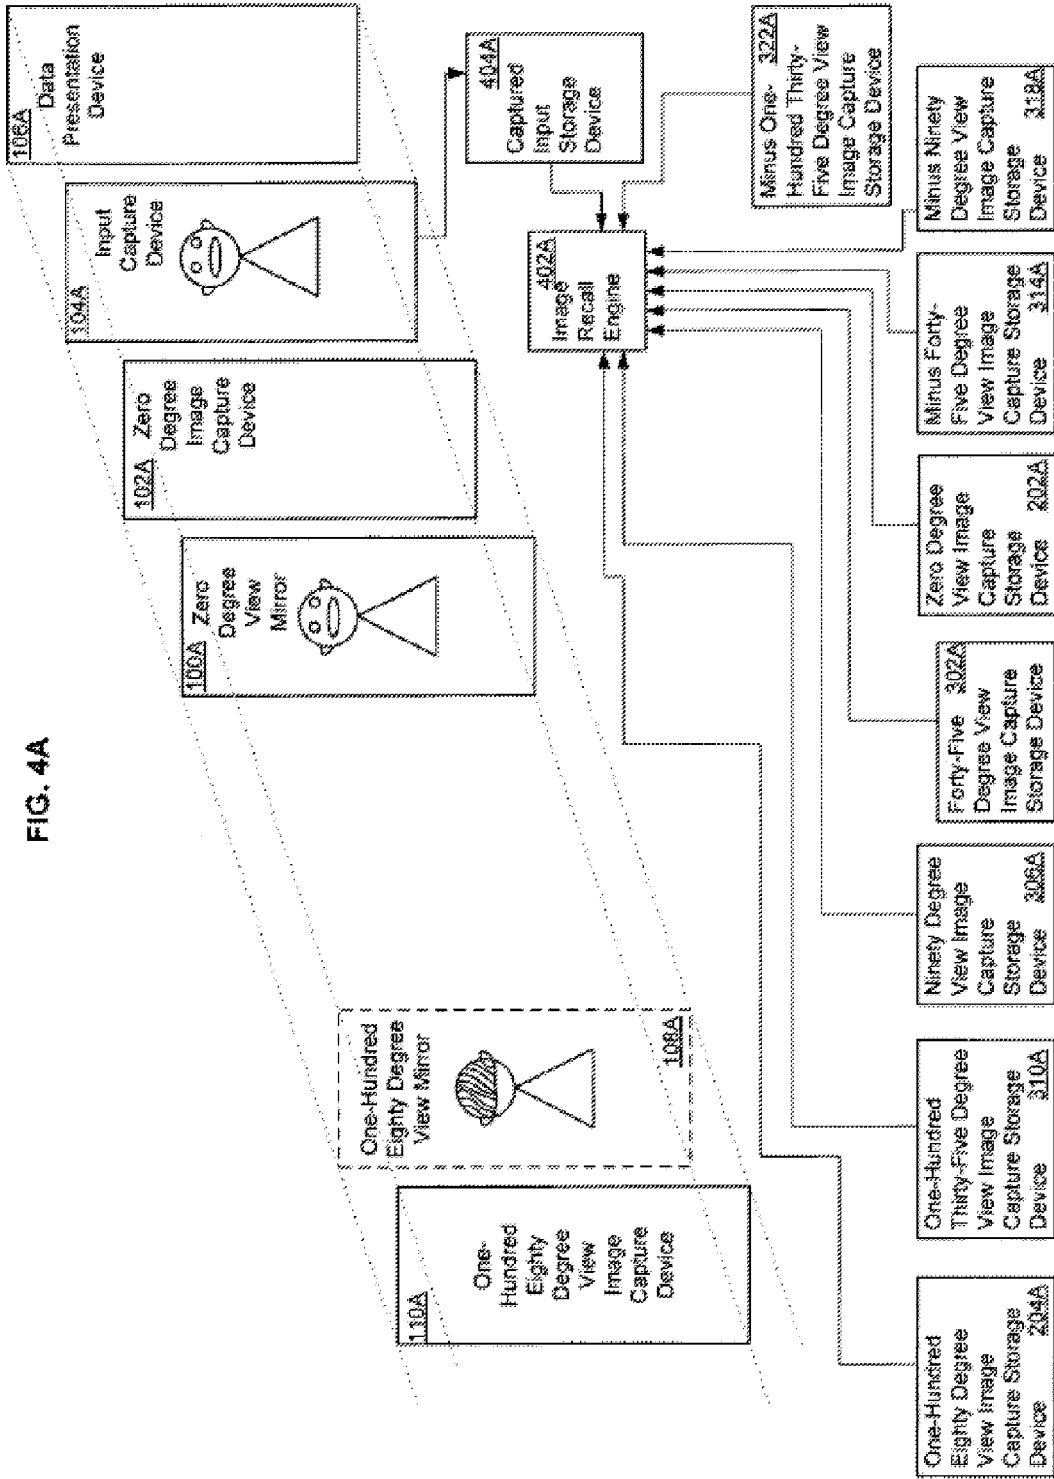 FIG. 4A
110A
One-
Hundred
Eighty
Degree
View
Image
Capture
Device
One-Hundred
Eighty Degree
View Mirror
108A
100A Zero
Degree
View
Mirror
102A Zero
Degree
Image
Capture
Device
104A
Input
Capture
Device
106A
Data
Presentation
Device
402A
Image
Recall
Engine
404A
Captured
Input
Storage
Device
One-Hundred
Eighty Degree
View Image
Capture Storage
Device 204A
One-Hundred
Thirty-Five Degree
View Image
Capture Storage
Device 310A
Ninety Degree
View Image
Capture
Storage
Device 306A
Forty-Five 302A
Degree View
Image Capture
Storage Device
Zero Degree
View Image
Capture
Storage
Device 202A
Minus Forty-
Five Degree
View Image
Capture Storage
Device 314A
Minus Ninety
Degree View
Image Capture
Storage
Device 318A
Minus One- 322A
Hundred Thirty-
Five Degree View
Image Capture
Storage Device